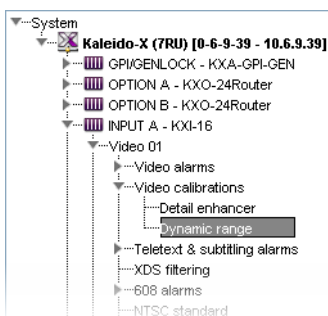 System
Kaleido-X (7RU) [0-6-9-39 - 10.6.9.39]
GPI/GENLOCK - KXA-GPI-GEN
OPTION A - KXO-24Router
OPTION B - KXO-24Router
INPUT A - KXI-16
Video 01
Video alarms
Video calibrations
Detail enhancer
Dynamic range
Teletext & subtitling alarms
XDS filtering
608 alarms
NTSC standard